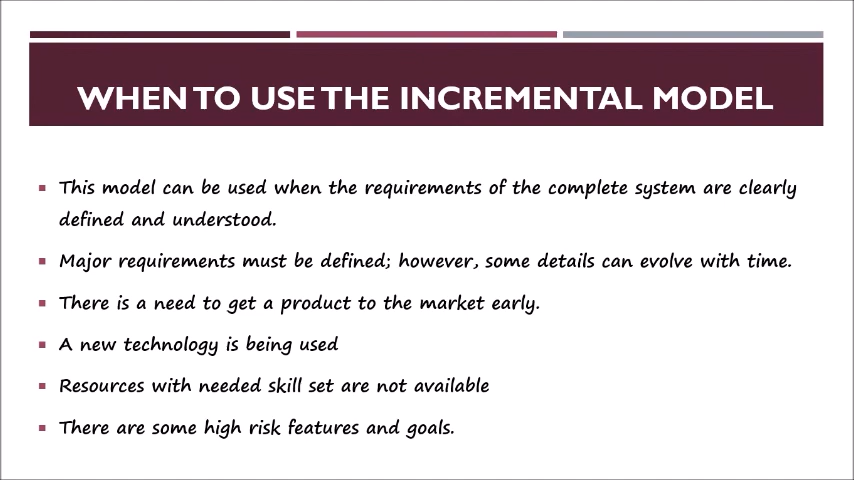 WHEN TO USE THE INCREMENTAL MODEL
This model can be used when the requirements of the complete system are clearly
defined and understood.
Major requirements must be defined; however, some details can evolve with time.
There is a need to get a product to the market early.
A new technology is being used
Resources with needed skill set are not available
There are some high risk features and goals.